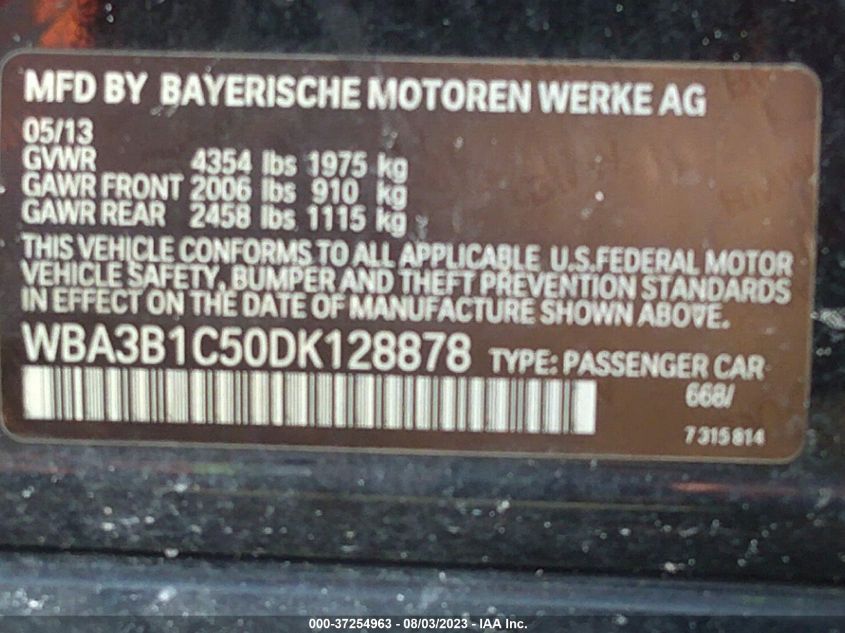 MFD BY BAYERISCHE MOTOREN WERKE AG
05/13
GVWR 4354 lbs 1975 kg
GAWR FRONT 2006 lbs 910 kg
GAWR REAR 2458 lbs 1115 kg
THIS VEHICLE CONFORMS TO ALL APPLICABLE U.S.FEDERAL MOTOR
VEHICLE SAFETY, BUMPER AND THEFT PREVENTION STANDARDS
IN EFFECT ON THE DATE OF MANUFACTURE SHOWN ABOVE.
WBA3B1C50DK128878 TYPE: PASSENGER CAR
668/
7 315 814
000-37254963 - 08/03/2023 - IAA Inc.